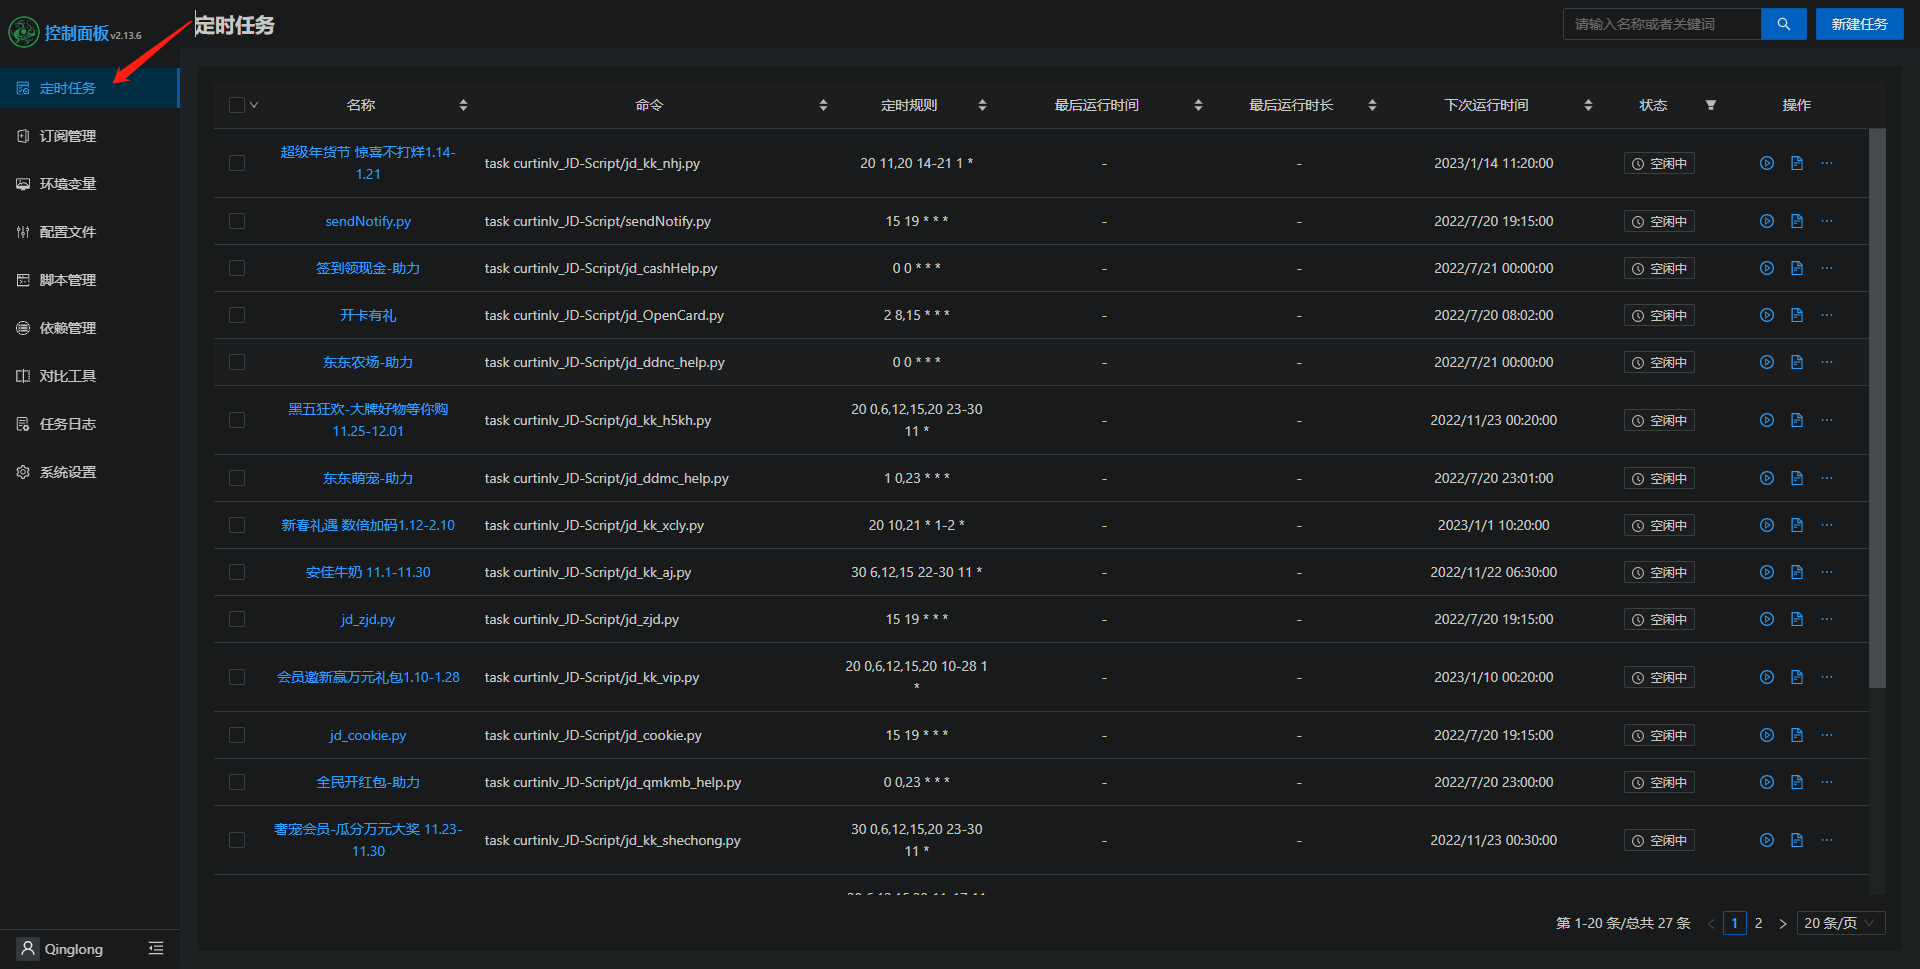 控制面板v2.13.6
定时任务
请输入名称或者关键词
新建任务
定时任务
订阅管理
环境变量
配置文件
脚本管理
依赖管理
对比工具
任务日志
系统设置
名称 命令 定时规则 最后运行时间 最后运行时长 下次运行时间 状态 操作
超级年货节 惊喜不打烊1.14-
1.21
task curtinlv_JD-Script/jd_kk_nhj.py 20 11,20 14-21 1 * - - 2023/1/14 11:20:00 空闲中 ...
sendNotify.py task curtinlv_JD-Script/sendNotify.py 15 19 * * * - - 2022/7/20 19:15:00 空闲中 ...
签到领现金-助力 task curtinlv_JD-Script/jd_cashHelp.py 0 0 * * * - - 2022/7/21 00:00:00 空闲中 ...
开卡有礼 task curtinlv_JD-Script/jd_OpenCard.py 2 8,15 * * * - - 2022/7/20 08:02:00 空闲中 ...
东东农场-助力 task curtinlv_JD-Script/jd_ddnc_help.py 0 0 * * * - - 2022/7/21 00:00:00 空闲中 ...
黑五狂欢-大牌好物等你购
11.25-12.01
task curtinlv_JD-Script/jd_kk_h5kh.py
20 0,6,12,15,20 23-30
11 *
- - 2022/11/23 00:20:00 空闲中 ...
东东萌宠-助力 task curtinlv_JD-Script/jd_ddmc_help.py 1 0,23 * * * - - 2022/7/20 23:01:00 空闲中 ...
新春礼遇 数倍加码1.12-2.10 task curtinlv_JD-Script/jd_kk_xcly.py 20 10,21 * 1-2 * - - 2023/1/1 10:20:00 空闲中 ...
安佳牛奶 11.1-11.30 task curtinlv_JD-Script/jd_kk_aj.py 30 6,12,15 22-30 11 * - - 2022/11/22 06:30:00 空闲中 ...
jd_zjd.py task curtinlv_JD-Script/jd_zjd.py 15 19 * * * - - 2022/7/20 19:15:00 空闲中 ...
会员邀新赢万元礼包1.10-1.28 task curtinlv_JD-Script/jd_kk_vip.py
20 0,6,12,15,20 10-28 1
*
- - 2023/1/10 00:20:00 空闲中 ...
jd_cookie.py task curtinlv_JD-Script/jd_cookie.py 15 19 * * * - - 2022/7/20 19:15:00 空闲中 ...
全民开红包-助力 task curtinlv_JD-Script/jd_qmkmb_help.py 0 0,23 * * * - - 2022/7/20 23:00:00 空闲中 ...
奢宠会员-瓜分万元大奖 11.23-
11.30
task curtinlv_JD-Script/jd_kk_shechong.py
30 0,6,12,15,20 23-30
11 *
- - 2022/11/23 00:30:00 空闲中 ...
第 1-20 条/总共 27 条 < 1 2 > 20 条/页
Qinglong